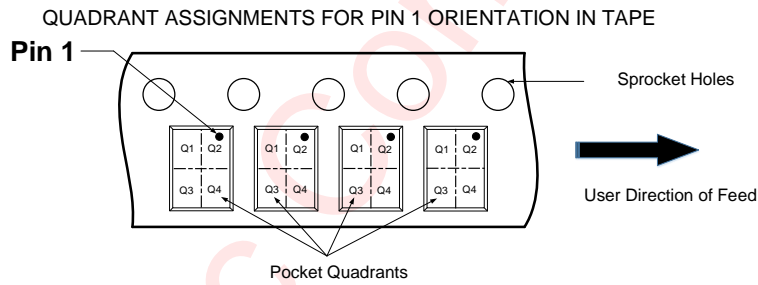 QUADRANT ASSIGNMENTS FOR PIN 1 ORIENTATION IN TAPE
Pin 1
Sprocket Holes
Q1 Q2 Q1 Q2 Q1 Q2 Q1 Q2
Q3 Q4 Q3 Q4 Q3 Q4 Q3 Q4
User Direction of Feed
Pocket Quadrants